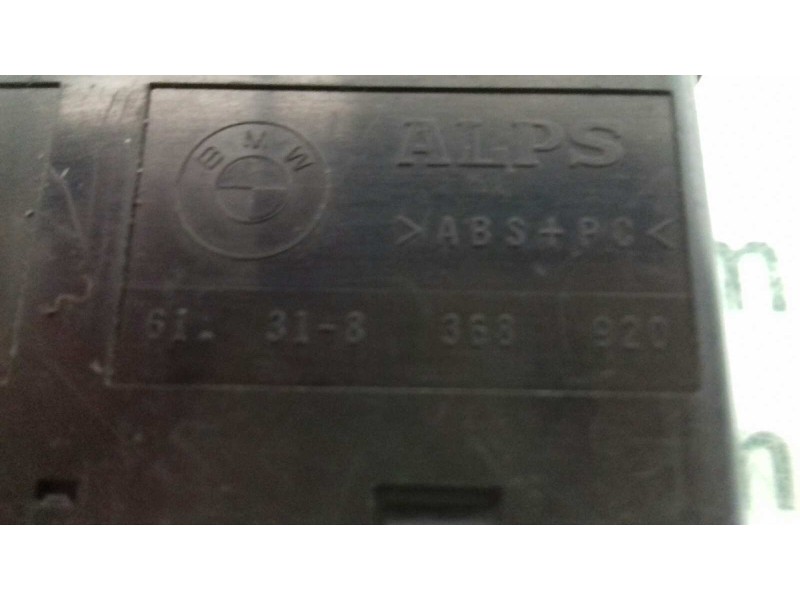 BMW
ALPS
>ABS+PC<
61. 31-8 368 920
n
n